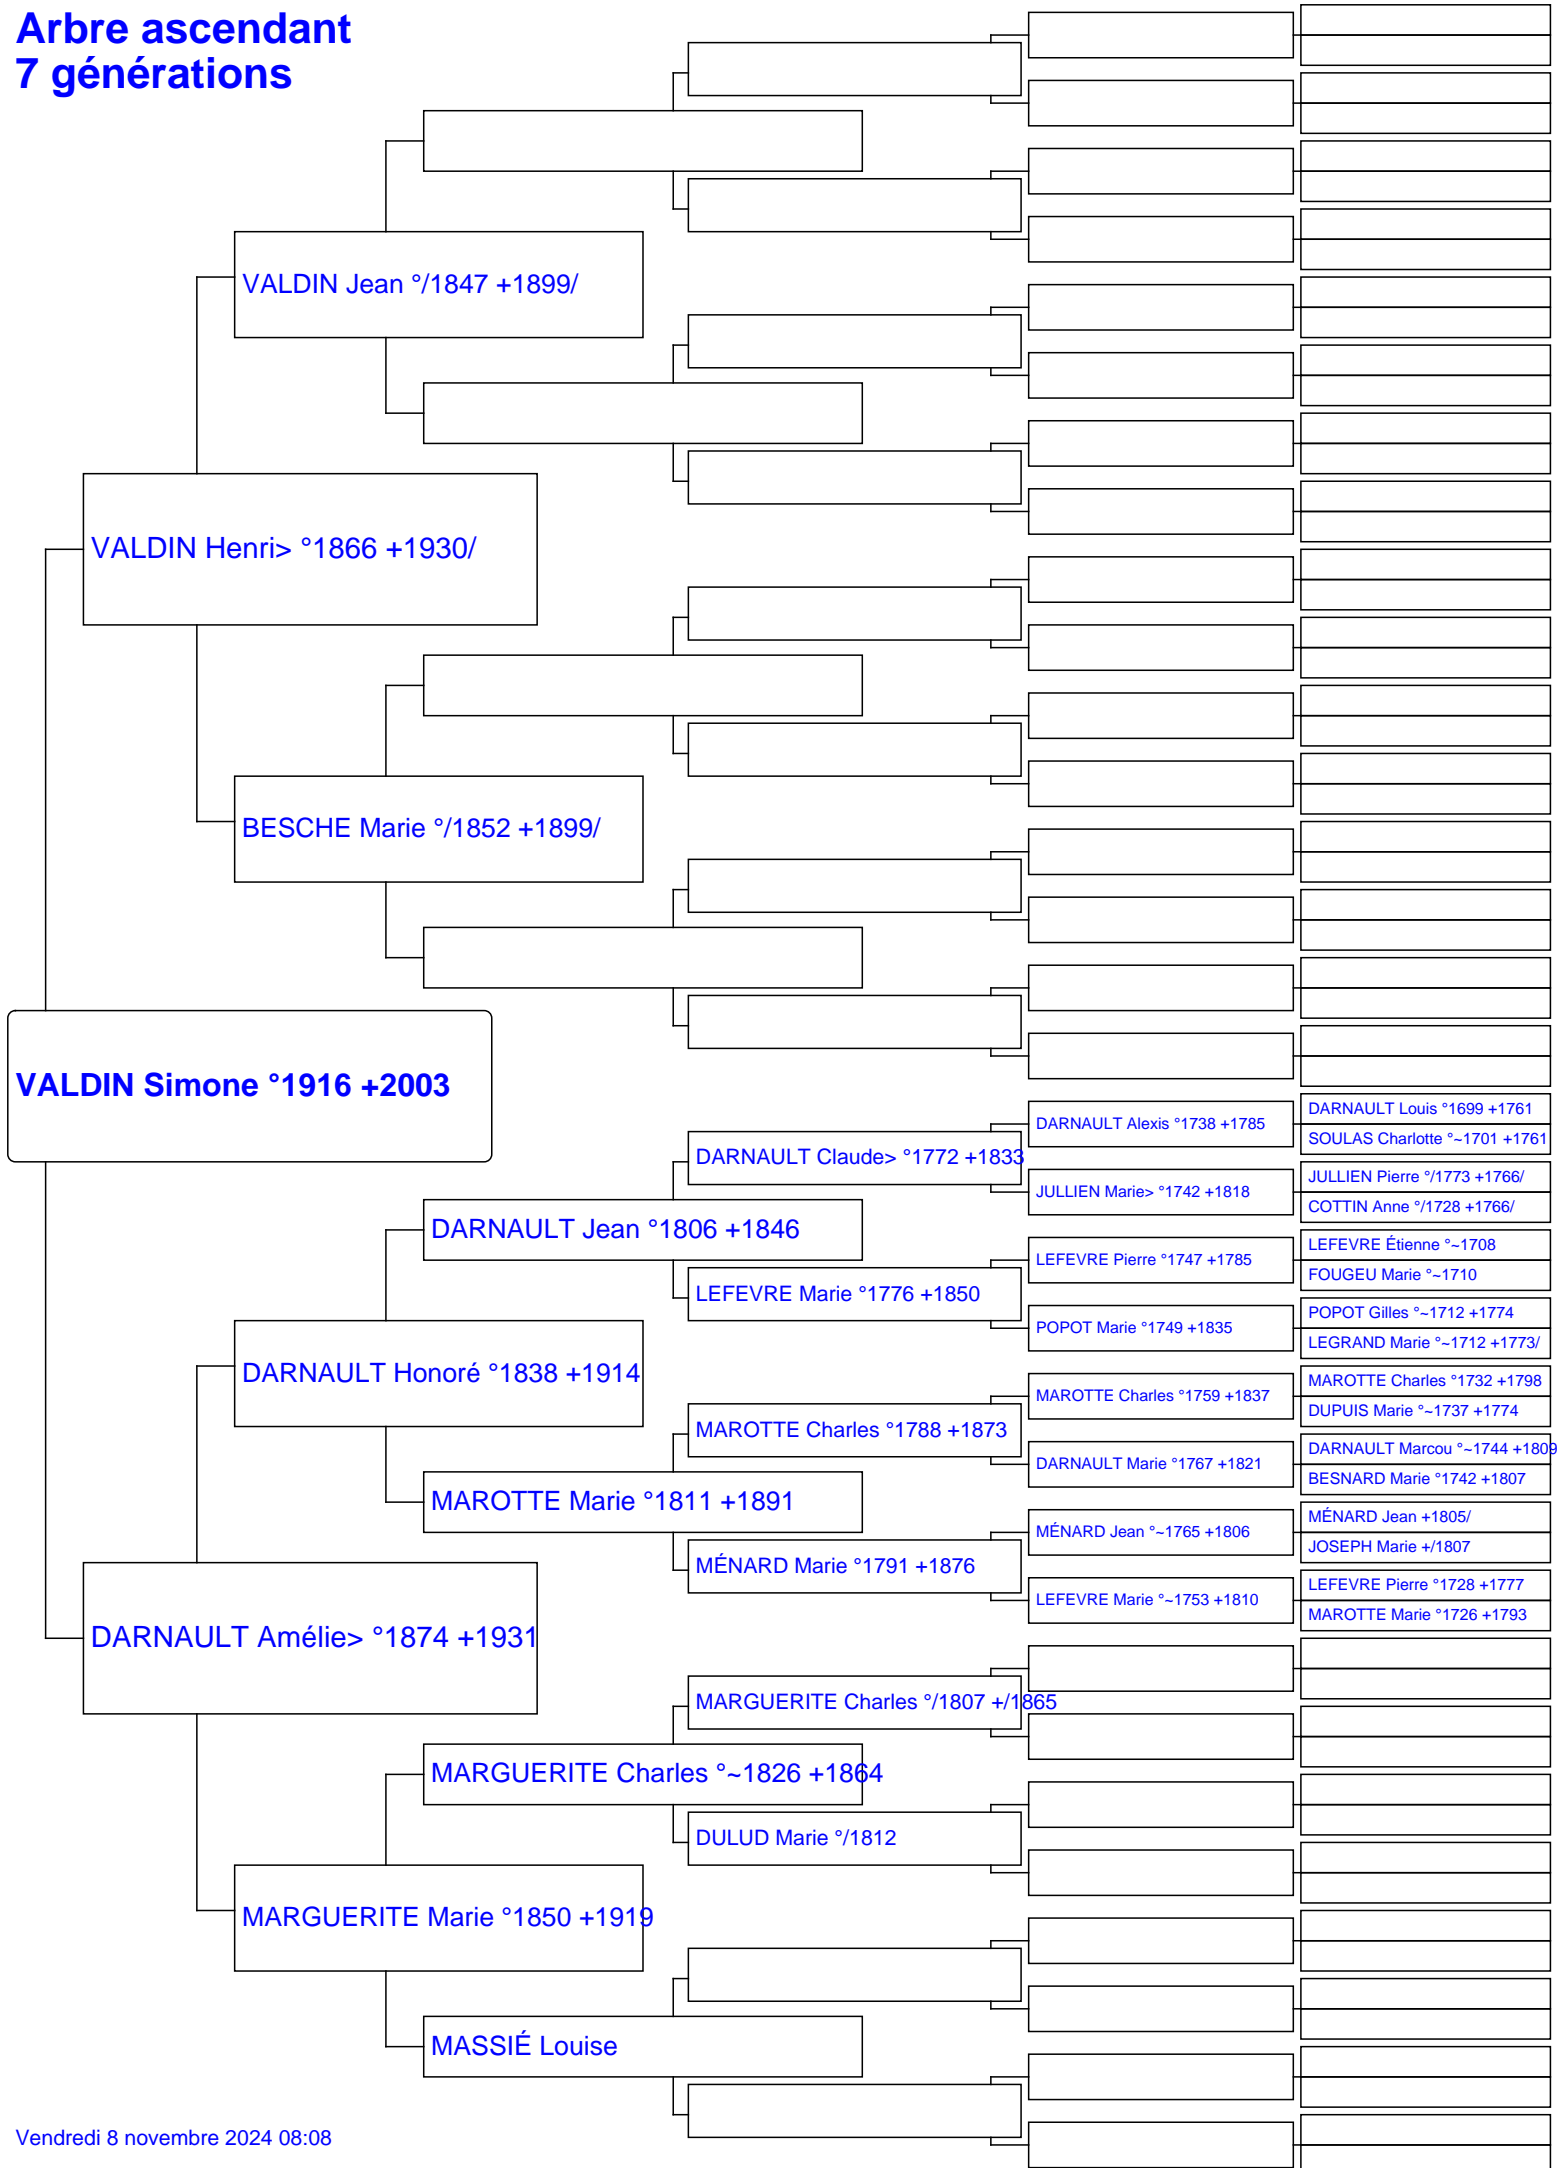 Arbre ascendant
7 générations
VALDIN Jean °/1847 +1899/
VALDIN Henri> °1866 +1930/
BESCHE Marie °/1852 +1899/
VALDIN Simone °1916 +2003
DARNAULT Louis °1699 +1761
DARNAULT Alexis °1738 +1785
SOULAS Charlotte °~1701 +1761
DARNAULT Claude> °1772 +1833
JULLIEN Pierre °/1773 +1766/
JULLIEN Marie> °1742 +1818
COTTIN Anne °/1728 +1766/
DARNAULT Jean °1806 +1846
LEFEVRE Étienne °~1708
LEFEVRE Pierre °1747 +1785
FOUGEU Marie °~1710
LEFEVRE Marie °1776 +1850
POPOT Gilles °~1712 +1774
POPOT Marie °1749 +1835
LEGRAND Marie °~1712 +1773/
DARNAULT Honoré °1838 +1914
MAROTTE Charles °1732 +1798
MAROTTE Charles °1759 +1837
DUPUIS Marie °~1737 +1774
MAROTTE Charles °1788 +1873
DARNAULT Marcou °~1744 +1809
DARNAULT Marie °1767 +1821
BESNARD Marie °1742 +1807
MAROTTE Marie °1811 +1891
MÉNARD Jean +1805/
MÉNARD Jean °~1765 +1806
JOSEPH Marie +/1807
MÉNARD Marie °1791 +1876
LEFEVRE Pierre °1728 +1777
LEFEVRE Marie °~1753 +1810
MAROTTE Marie °1726 +1793
DARNAULT Amélie> °1874 +1931
MARGUERITE Charles °/1807 +/1865
MARGUERITE Charles °~1826 +1864
DULUD Marie °/1812
MARGUERITE Marie °1850 +1919
MASSIÉ Louise
Vendredi 8 novembre 2024 08:08